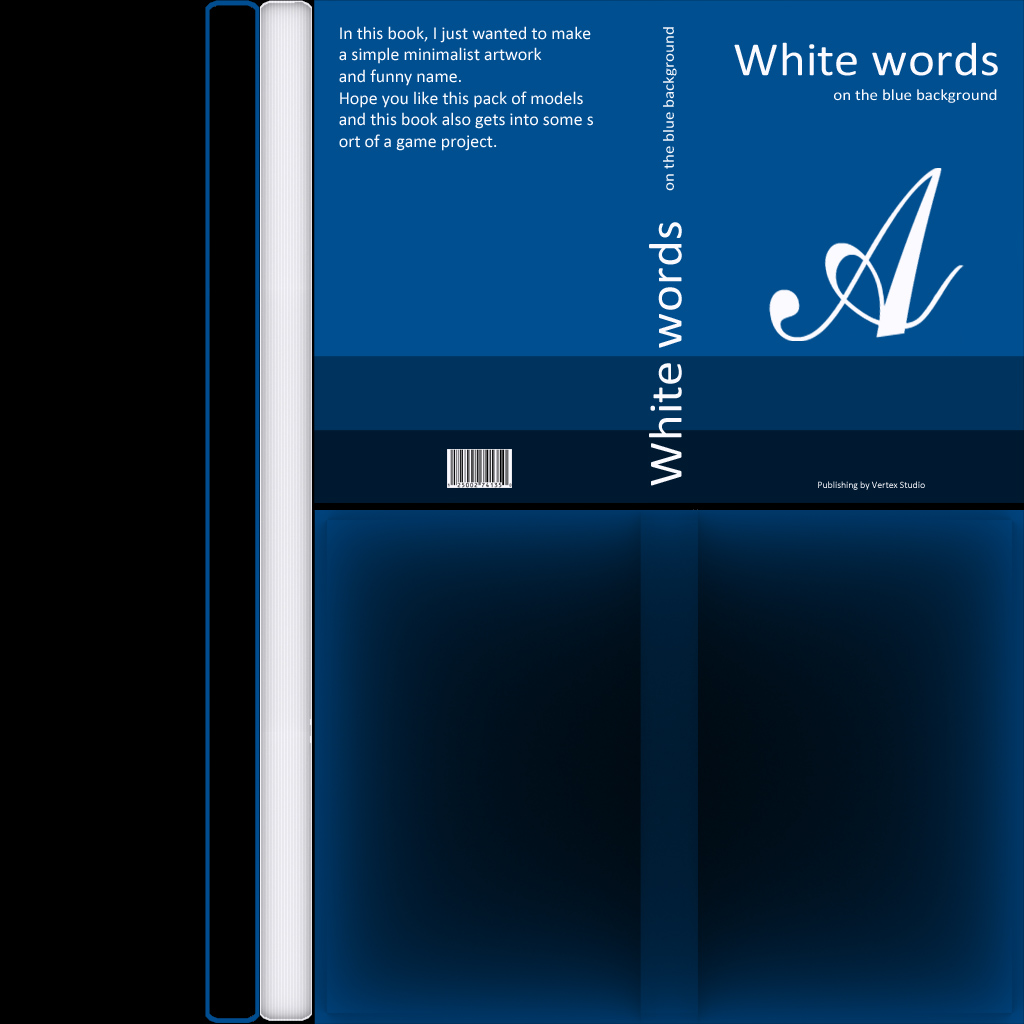 In this book, I just wanted to make
a simple minimalist artwork
and funny name.
Hope you like this pack of models
and this book also gets into some s
ort of a game project.
White words
on the blue background
White words
on the blue background
A
Publishing by Vertex Studio